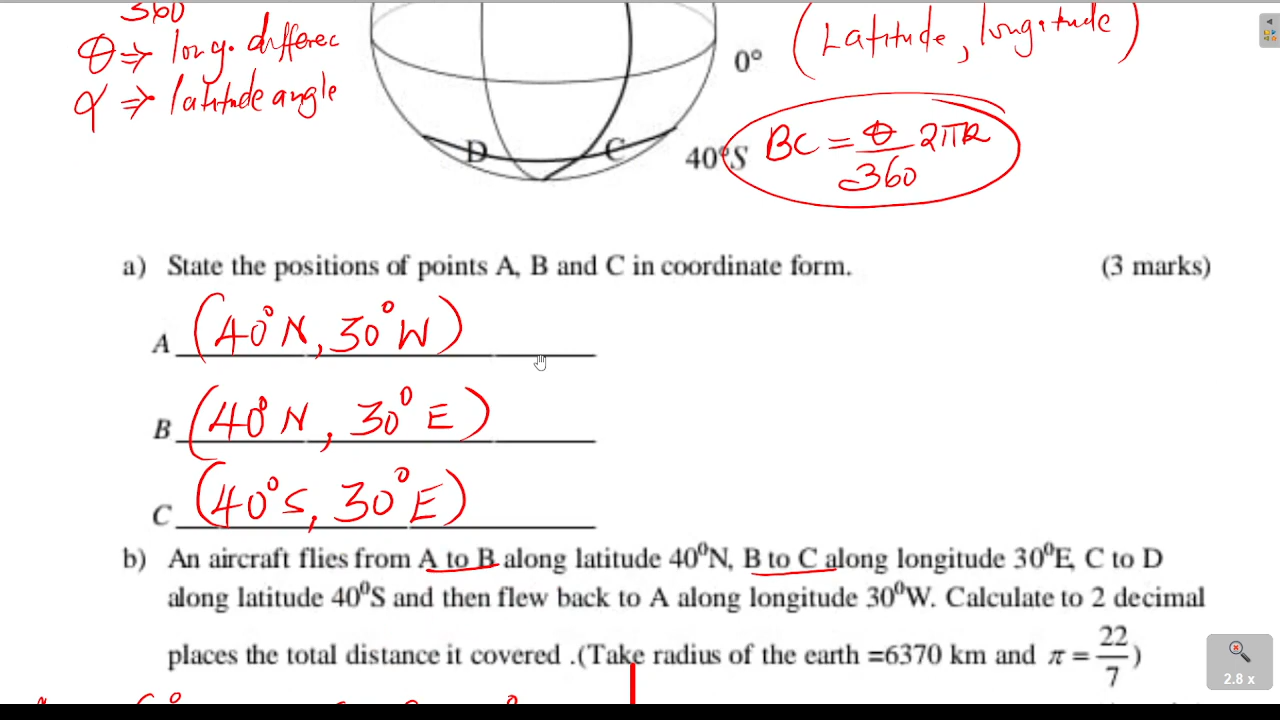 360
θ ⇒ long. differec
α ⇒ latitude angle
(Latitude, longitude)
0°
D C
40°S
BC = θ/360 2πR
a) State the positions of points A, B and C in coordinate form. (3 marks)
A (40°N, 30°W)
B (40°N, 30°E)
C (40°S, 30°E)
b) An aircraft flies from A to B along latitude 40⁰N, B to C along longitude 30⁰E, C to D
along latitude 40⁰S and then flew back to A along longitude 30⁰W. Calculate to 2 decimal
places the total distance it covered .(Take radius of the earth =6370 km and π = 22/7)
2.8 x